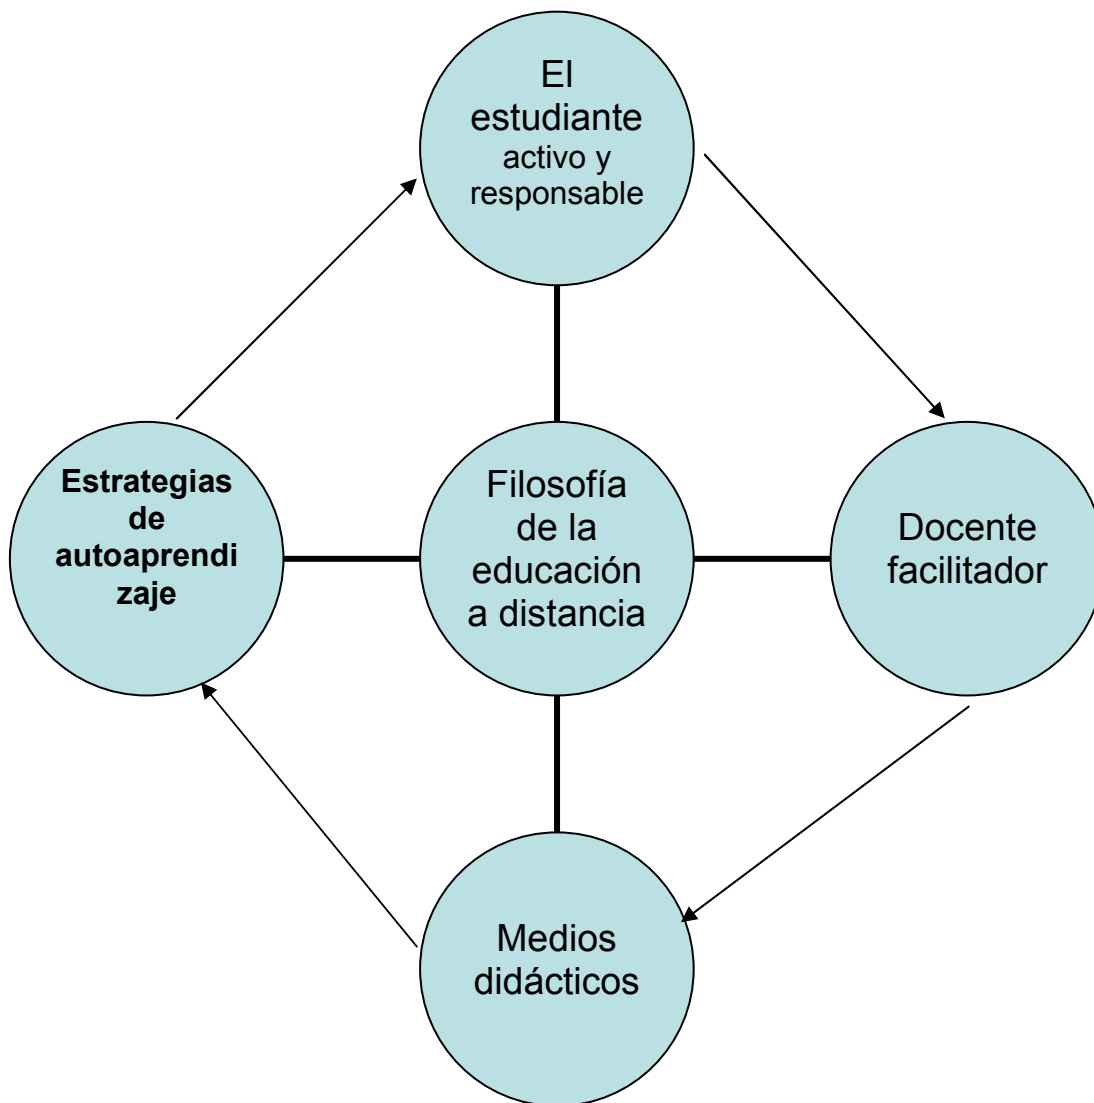 El
estudiante
activo y
responsable
Estrategias
de
autoaprendi
zaje
Filosofía
de la
educación
a distancia
Docente
facilitador
Medios
didácticos